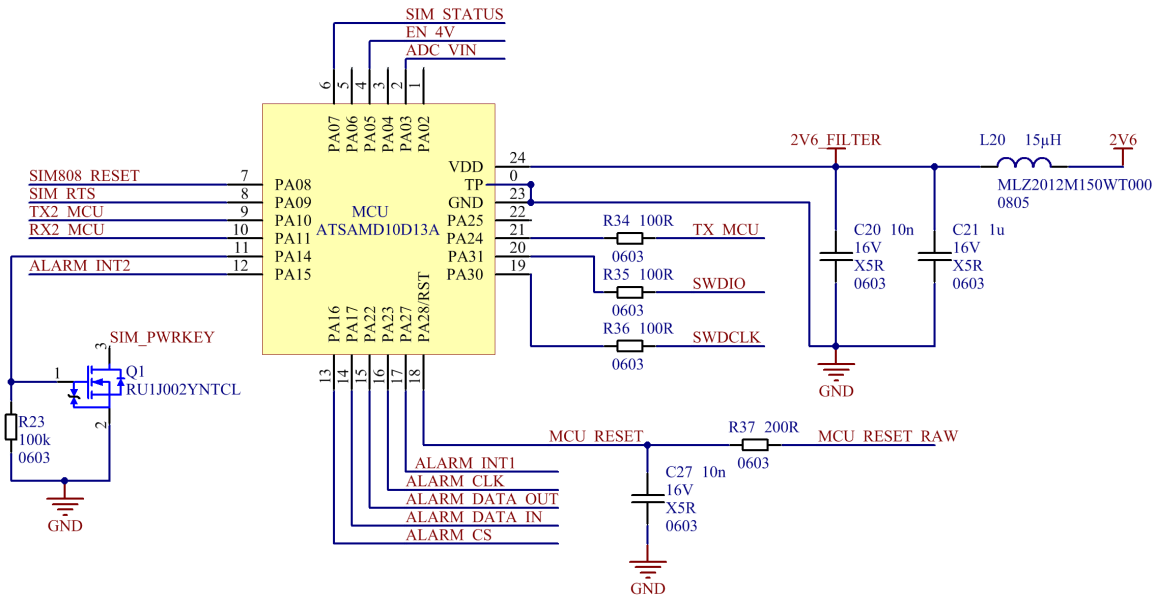 SIM_STATUS
EN_4V
ADC_VIN
6
5
4
3
2
1
PA07
PA06
PA05
PA04
PA03
PA02
2V6_FILTER
L20 15µH
2V6
MLZ2012M150WT000
0805
SIM808_RESET
SIM_RTS
TX2_MCU
RX2_MCU
ALARM_INT2
7
8
9
10
11
12
PA08
PA09
PA10
PA11
PA14
PA15
MCU
ATSAMD10D13A
VDD
TP
GND
PA25
PA24
PA31
PA30
24
0
23
22
21
20
19
R34 100R
0603
TX_MCU
R35 100R
0603
SWDIO
R36 100R
0603
SWDCLK
C20 10n
16V
X5R
0603
C21 1u
16V
X5R
0603
GND
PA16
PA17
PA22
PA23
PA27
PA28/RST
13
14
15
16
17
18
SIM_PWRKEY
3
1
2
Q1
RU1J002YNTCL
R23
100k
0603
GND
MCU_RESET
R37 200R
0603
MCU_RESET_RAW
ALARM_INT1
ALARM_CLK
ALARM_DATA_OUT
ALARM_DATA_IN
ALARM_CS
C27 10n
16V
X5R
0603
GND